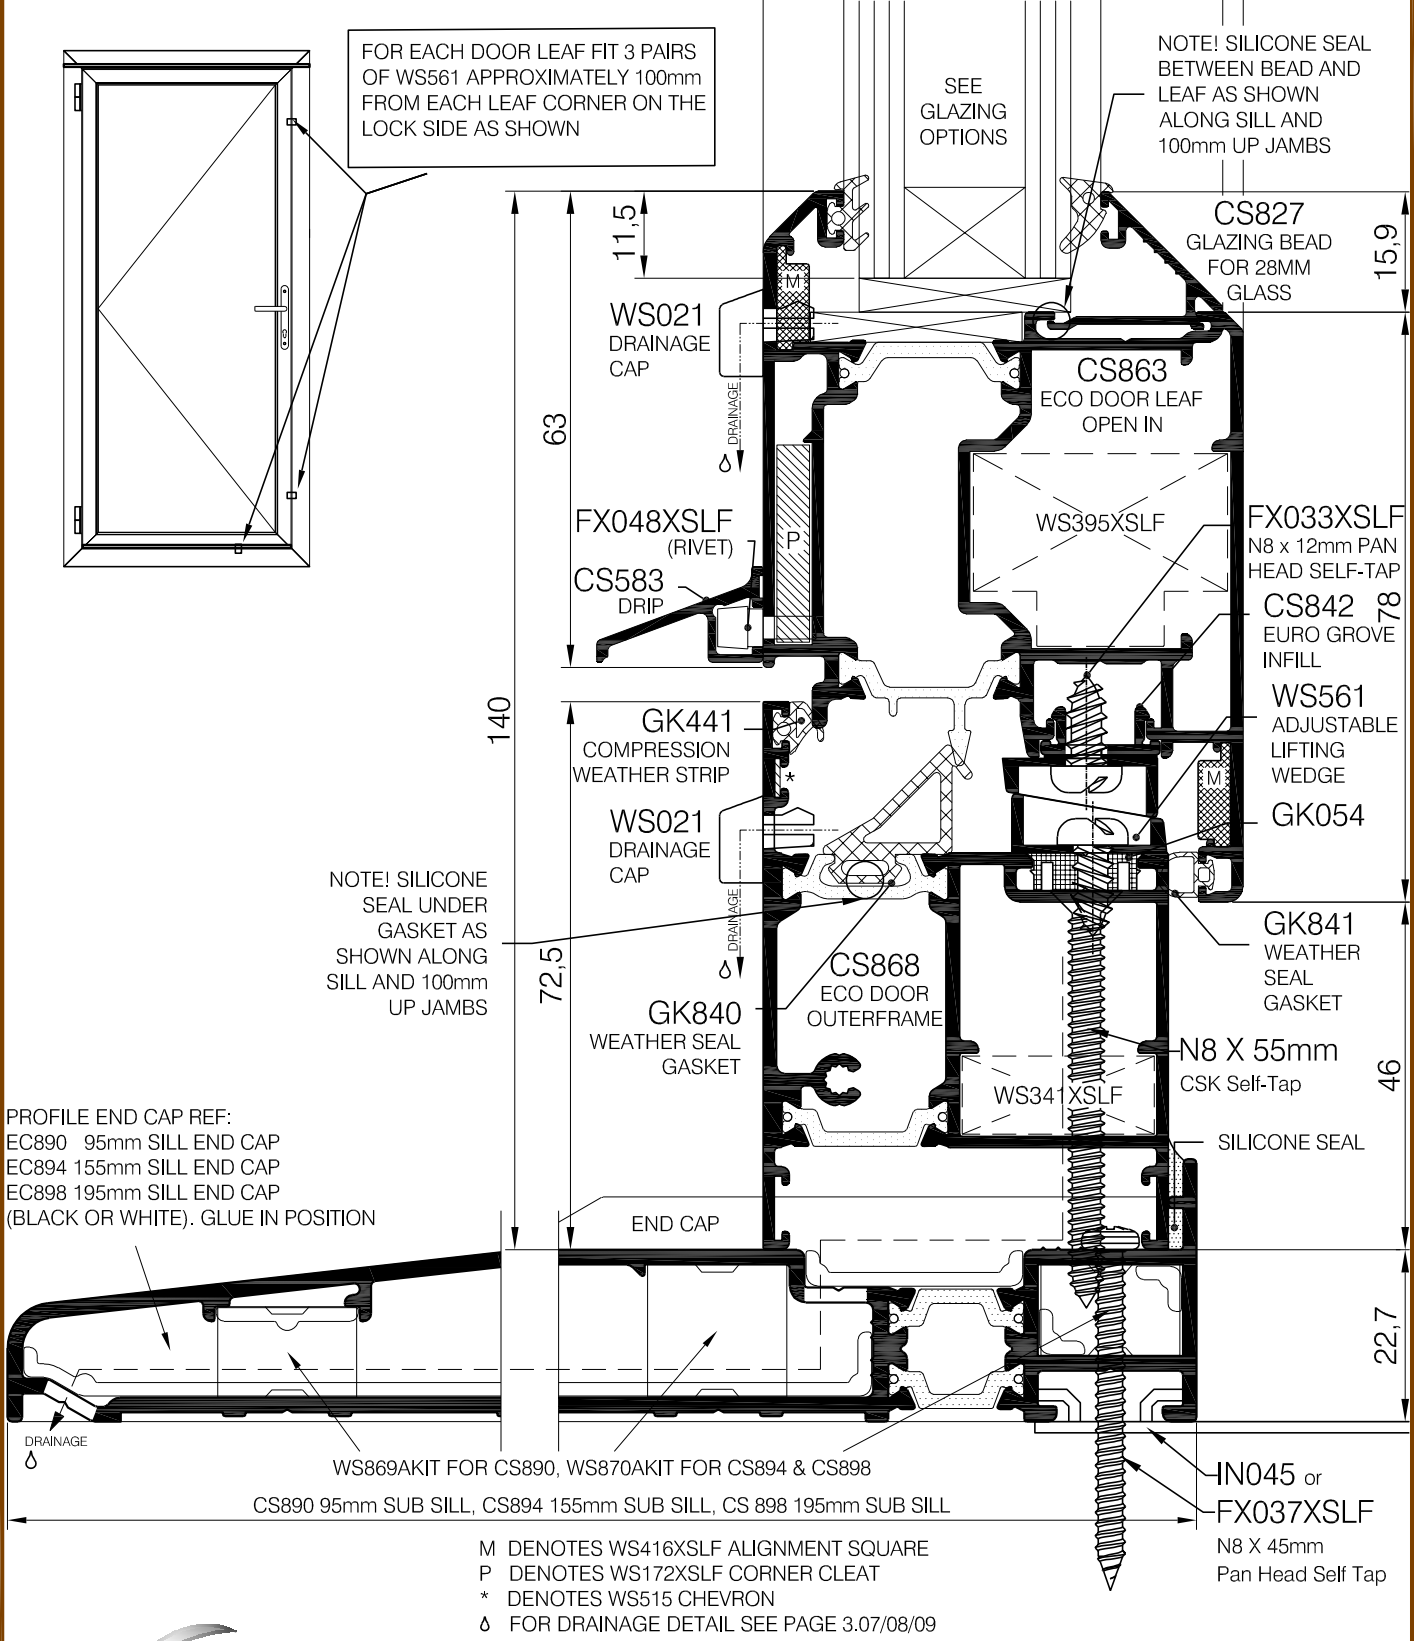 FOR EACH DOOR LEAF FIT 3 PAIRS
OF WS561 APPROXIMATELY 100mm
FROM EACH LEAF CORNER ON THE
LOCK SIDE AS SHOWN
SEE
GLAZING
OPTIONS
NOTE! SILICONE SEAL
BETWEEN BEAD AND
LEAF AS SHOWN
ALONG SILL AND
100mm UP JAMBS
11,5
CS827
GLAZING BEAD
FOR 28MM
GLASS
15,9
M
WS021
DRAINAGE
CAP
DRAINAGE
CS863
ECO DOOR LEAF
OPEN IN
63
WS395XSLF
FX048XSLF
(RIVET)
P
CS583
DRIP
FX033XSLF
N8 x 12mm PAN
HEAD SELF-TAP
CS842
EURO GROVE
INFILL
78
WS561
ADJUSTABLE
LIFTING
WEDGE
140
GK441
COMPRESSION
WEATHER STRIP
*
M
WS021
DRAINAGE
CAP
DRAINAGE
GK054
NOTE! SILICONE
SEAL UNDER
GASKET AS
SHOWN ALONG
SILL AND 100mm
UP JAMBS
72,5
CS868
ECO DOOR
OUTERFRAME
GK841
WEATHER
SEAL
GASKET
GK840
WEATHER SEAL
GASKET
N8 X 55mm
CSK Self-Tap
46
WS341XSLF
SILICONE SEAL
PROFILE END CAP REF:
EC890 95mm SILL END CAP
EC894 155mm SILL END CAP
EC898 195mm SILL END CAP
(BLACK OR WHITE). GLUE IN POSITION
END CAP
22,7
DRAINAGE
WS869AKIT FOR CS890, WS870AKIT FOR CS894 & CS898
CS890 95mm SUB SILL, CS894 155mm SUB SILL, CS 898 195mm SUB SILL
IN045 or
FX037XSLF
N8 X 45mm
Pan Head Self Tap
M DENOTES WS416XSLF ALIGNMENT SQUARE
P DENOTES WS172XSLF CORNER CLEAT
* DENOTES WS515 CHEVRON
FOR DRAINAGE DETAIL SEE PAGE 3.07/08/09